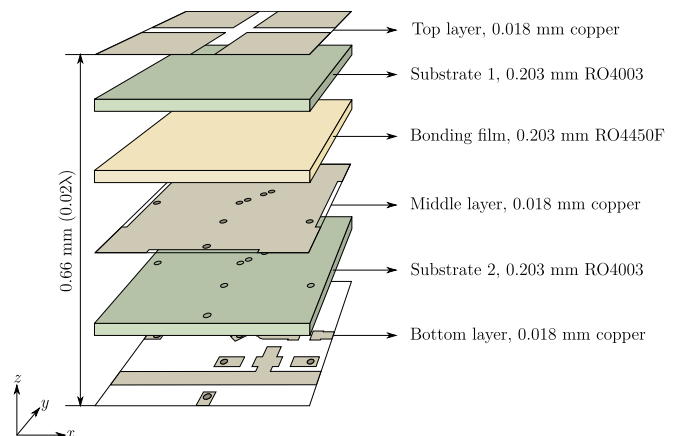 Top layer, 0.018 mm copper
Substrate 1, 0.203 mm RO4003
Bonding film, 0.203 mm RO4450F
Middle layer, 0.018 mm copper
0.66 mm (0.02λ)
Substrate 2, 0.203 mm RO4003
Bottom layer, 0.018 mm copper
z
y
x